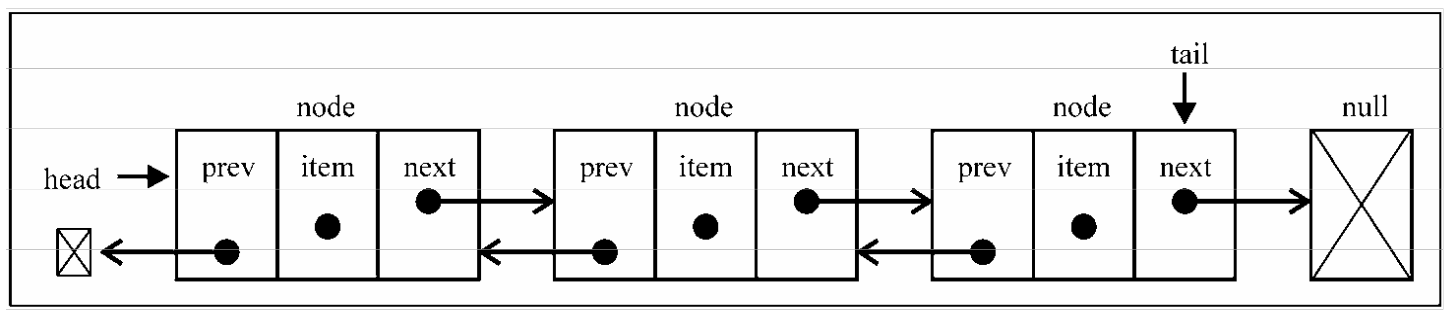 tail
node node node null
prev item next prev item next prev item next
head